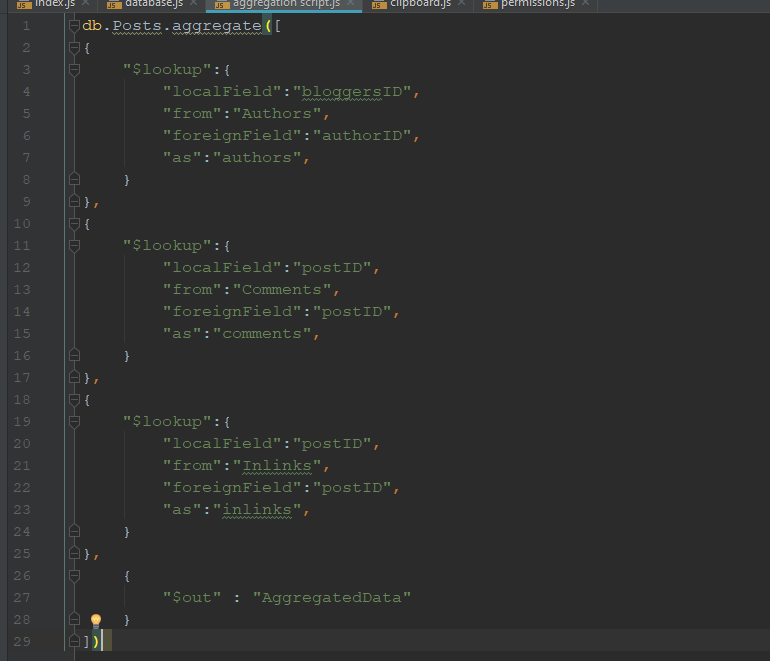 index.js
database.js
aggregation script.js
clipboard.js
permissions.js
1 db.Posts.aggregate([
2 {
3 "$lookup":{
4 "localField":"bloggersID",
5 "from":"Authors",
6 "foreignField":"authorID",
7 "as":"authors",
8 }
9 },
10 {
11 "$lookup":{
12 "localField":"postID",
13 "from":"Comments",
14 "foreignField":"postID",
15 "as":"comments",
16 }
17 },
18 {
19 "$lookup":{
20 "localField":"postID",
21 "from":"Inlinks",
22 "foreignField":"postID",
23 "as":"inlinks",
24 }
25 },
26 {
27 "$out" : "AggregatedData"
28 }
29 ])